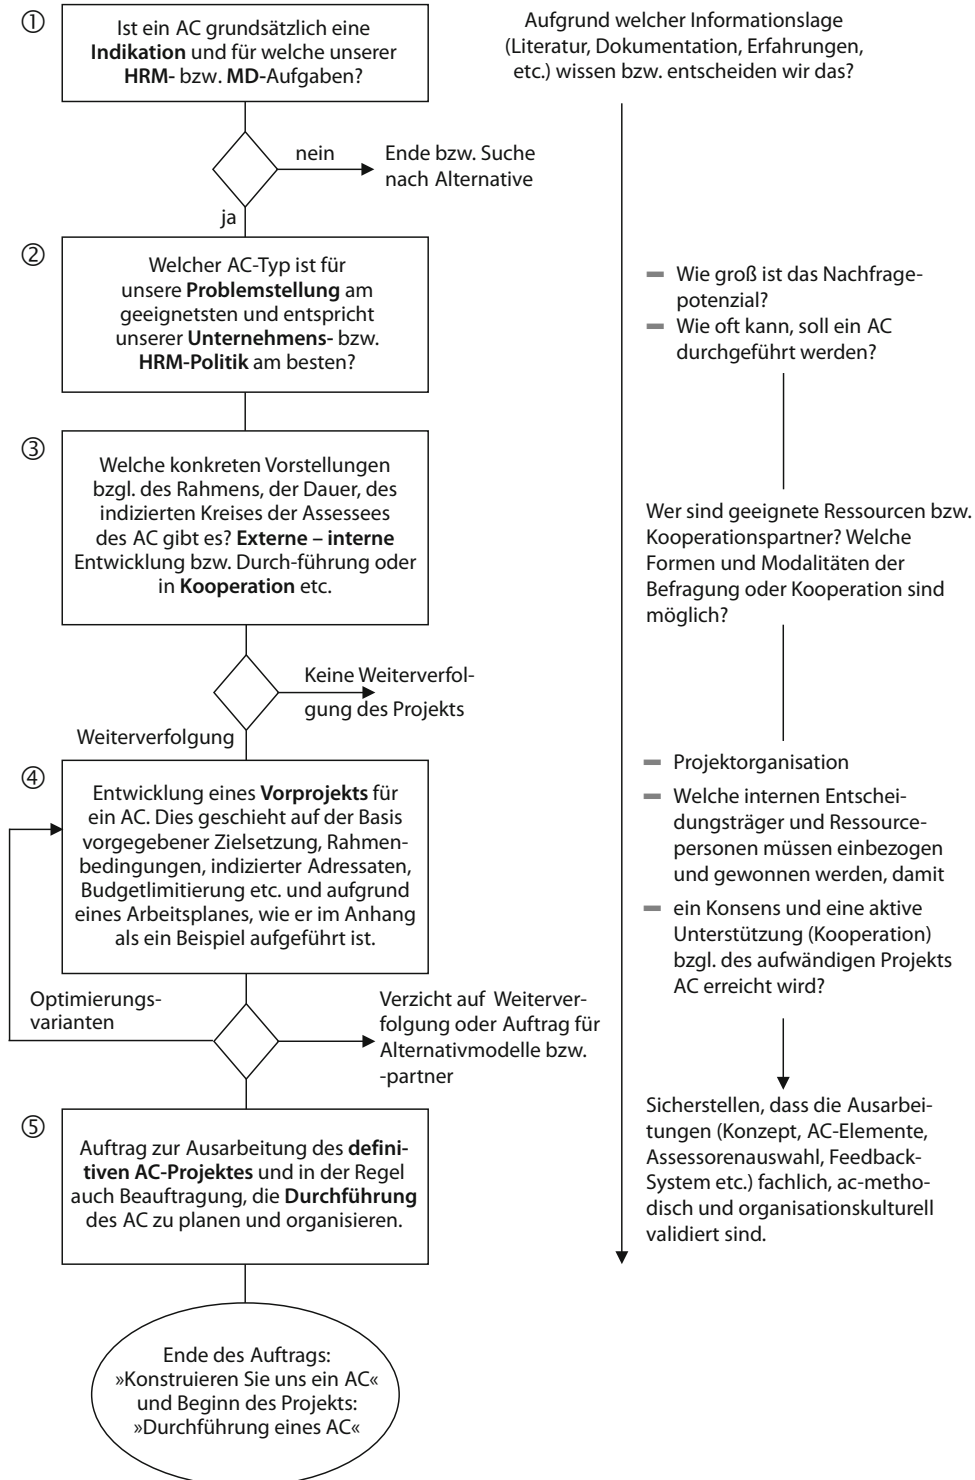 ①
Ist ein AC grundsätzlich eine
Indikation und für welche unserer
HRM- bzw. MD-Aufgaben?
Aufgrund welcher Informationslage
(Literatur, Dokumentation, Erfahrungen,
etc.) wissen bzw. entscheiden wir das?
nein
Ende bzw. Suche
nach Alternative
ja
②
Welcher AC-Typ ist für
unsere Problemstellung am
geeignetsten und entspricht
unserer Unternehmens- bzw.
HRM-Politik am besten?
Wie groß ist das Nachfrage-
potenzial?
Wie oft kann, soll ein AC
durchgeführt werden?
③
Welche konkreten Vorstellungen
bzgl. des Rahmens, der Dauer, des
indizierten Kreises der Assessees
des AC gibt es? Externe – interne
Entwicklung bzw. Durch-führung oder
in Kooperation etc.
Wer sind geeignete Ressourcen bzw.
Kooperationspartner? Welche
Formen und Modalitäten der
Befragung oder Kooperation sind
möglich?
Keine Weiterverfol-
gung des Projekts
Weiterverfolgung
④
Entwicklung eines Vorprojekts für
ein AC. Dies geschieht auf der Basis
vorgegebener Zielsetzung, Rahmen-
bedingungen, indizierter Adressaten,
Budgetlimitierung etc. und aufgrund
eines Arbeitsplanes, wie er im Anhang
als ein Beispiel aufgeführt ist.
Projektorganisation
Welche internen Entschei-
dungsträger und Ressource-
personen müssen einbezogen
und gewonnen werden, damit
ein Konsens und eine aktive
Unterstützung (Kooperation)
bzgl. des aufwändigen Projekts
AC erreicht wird?
Optimierungs-
varianten
Verzicht auf Weiterver-
folgung oder Auftrag für
Alternativmodelle bzw.
-partner
⑤
Auftrag zur Ausarbeitung des defini-
tiven AC-Projektes und in der Regel
auch Beauftragung, die Durchführung
des AC zu planen und organisieren.
Sicherstellen, dass die Ausarbei-
tungen (Konzept, AC-Elemente,
Assessorenauswahl, Feedback-
System etc.) fachlich, ac-metho-
disch und organisationskulturell
validiert sind.
Ende des Auftrags:
»Konstruieren Sie uns ein AC«
und Beginn des Projekts:
»Durchführung eines AC«